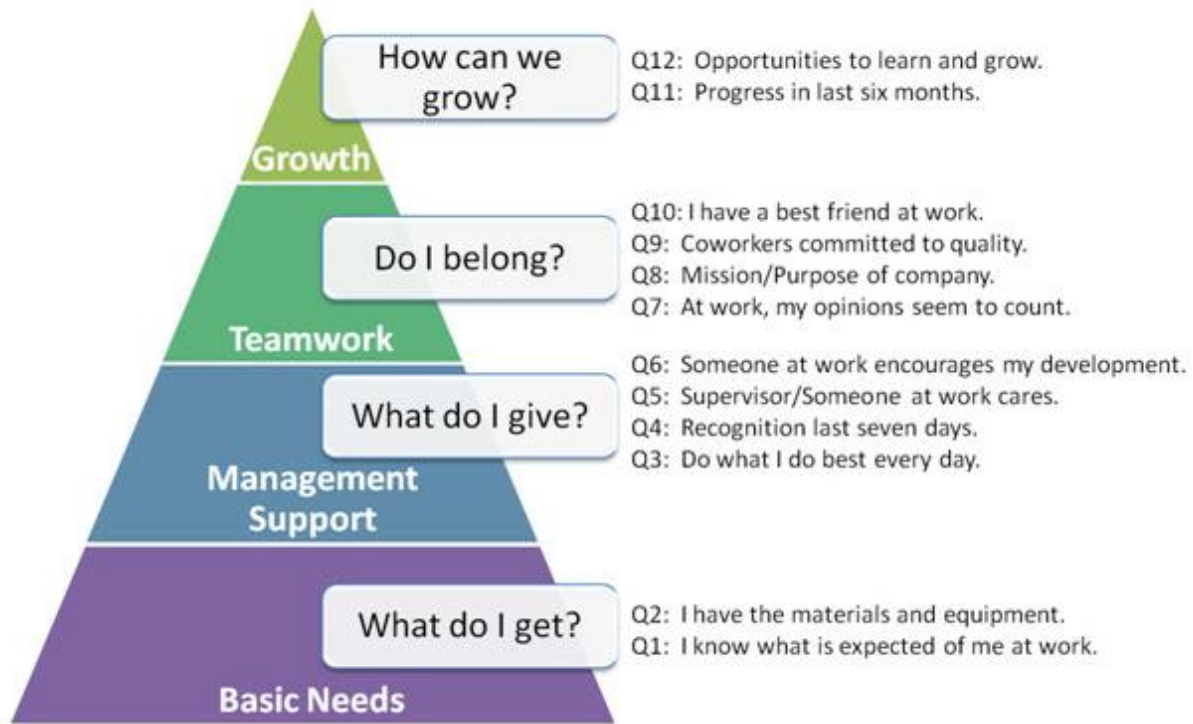 How can we
grow?
Q12: Opportunities to learn and grow.
Q11: Progress in last six months.
Growth
Do I belong?
Q10: I have a best friend at work.
Q9: Coworkers committed to quality.
Q8: Mission/Purpose of company.
Q7: At work, my opinions seem to count.
Teamwork
What do I give?
Q6: Someone at work encourages my development.
Q5: Supervisor/Someone at work cares.
Q4: Recognition last seven days.
Q3: Do what I do best every day.
Management
Support
What do I get?
Q2: I have the materials and equipment.
Q1: I know what is expected of me at work.
Basic Needs